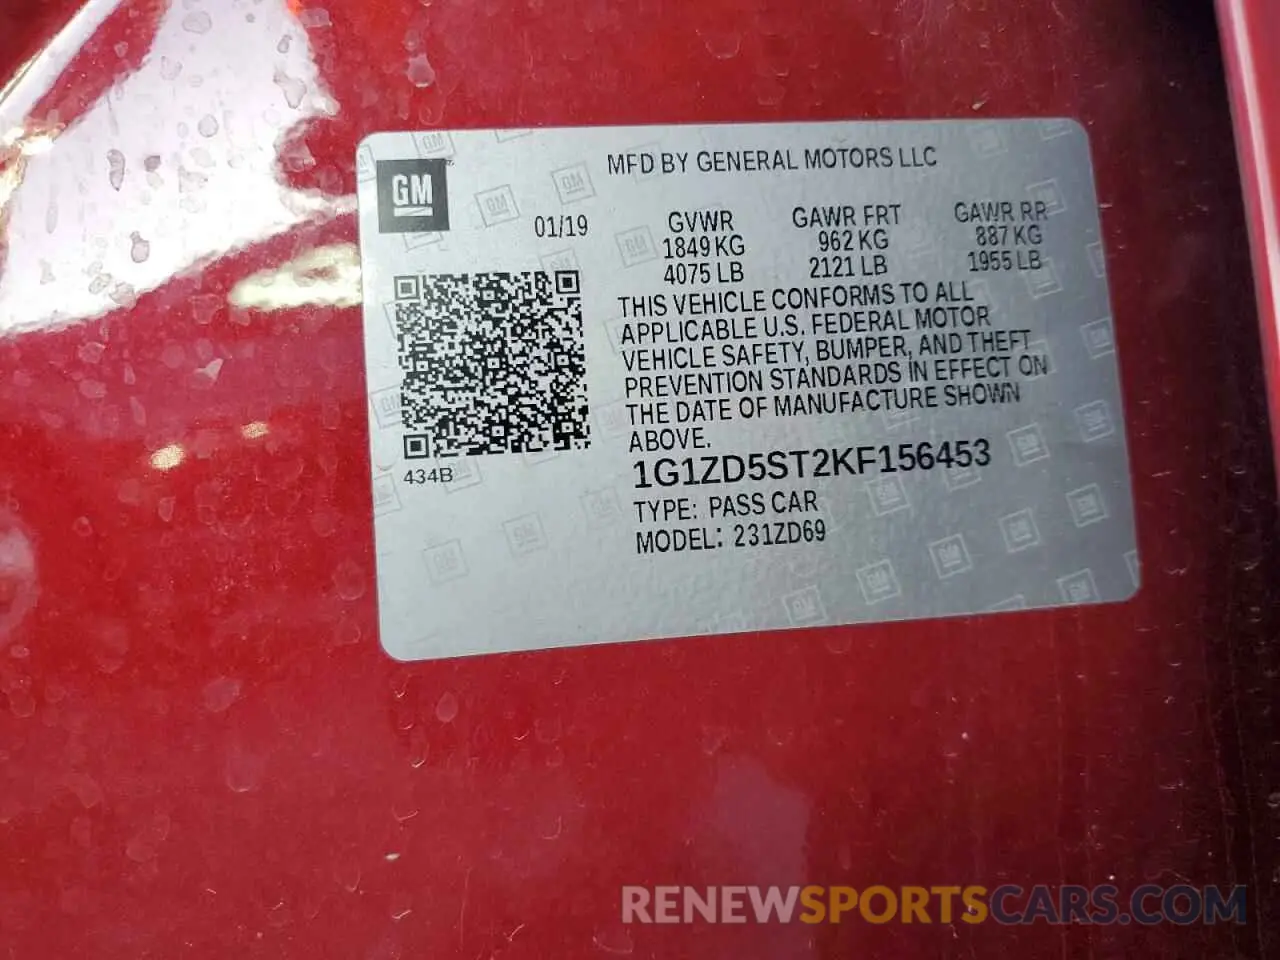 GM
MFD BY GENERAL MOTORS LLC
01/19
GVWR GAWR FRT GAWR RR
1849 KG 962 KG 887 KG
4075 LB 2121 LB 1955 LB
THIS VEHICLE CONFORMS TO ALL
APPLICABLE U.S. FEDERAL MOTOR
VEHICLE SAFETY, BUMPER, AND THEFT
PREVENTION STANDARDS IN EFFECT ON
THE DATE OF MANUFACTURE SHOWN
ABOVE.
434B
1G1ZD5ST2KF156453
TYPE: PASS CAR
MODEL: 231ZD69
RENEWSPORTSCARS.COM